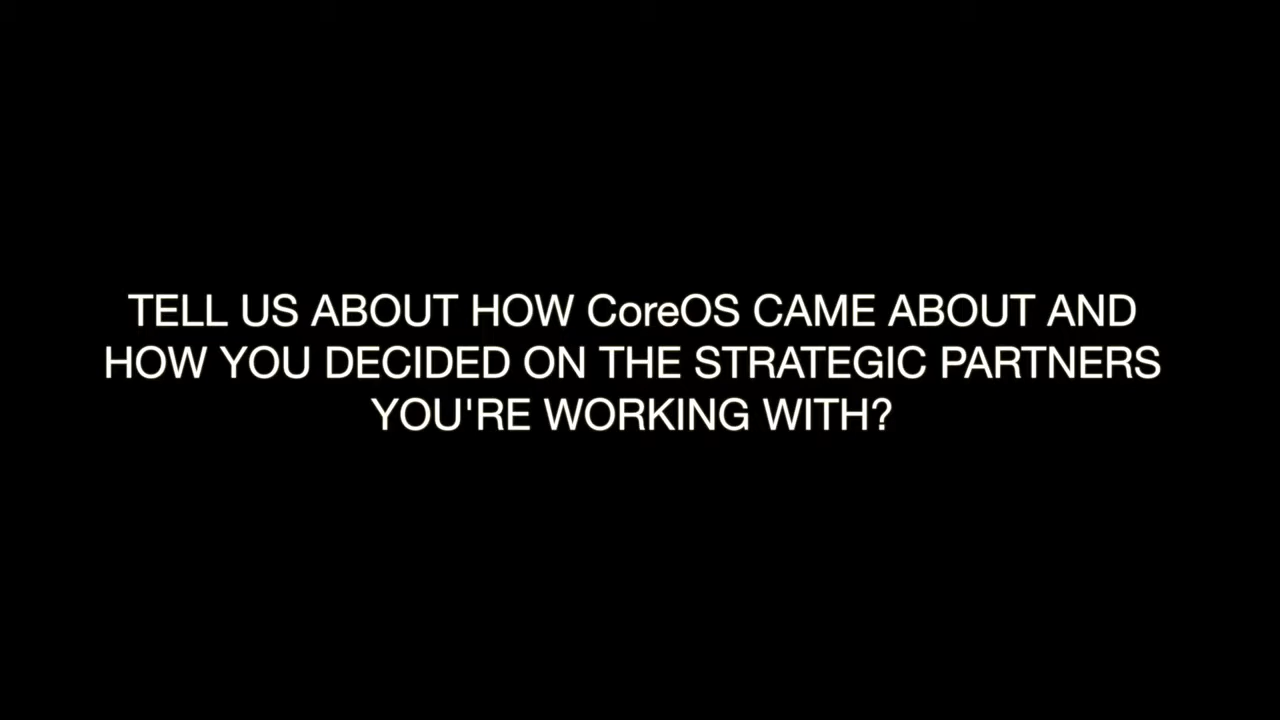 TELL US ABOUT HOW CoreOS CAME ABOUT AND
HOW YOU DECIDED ON THE STRATEGIC PARTNERS
YOU'RE WORKING WITH?